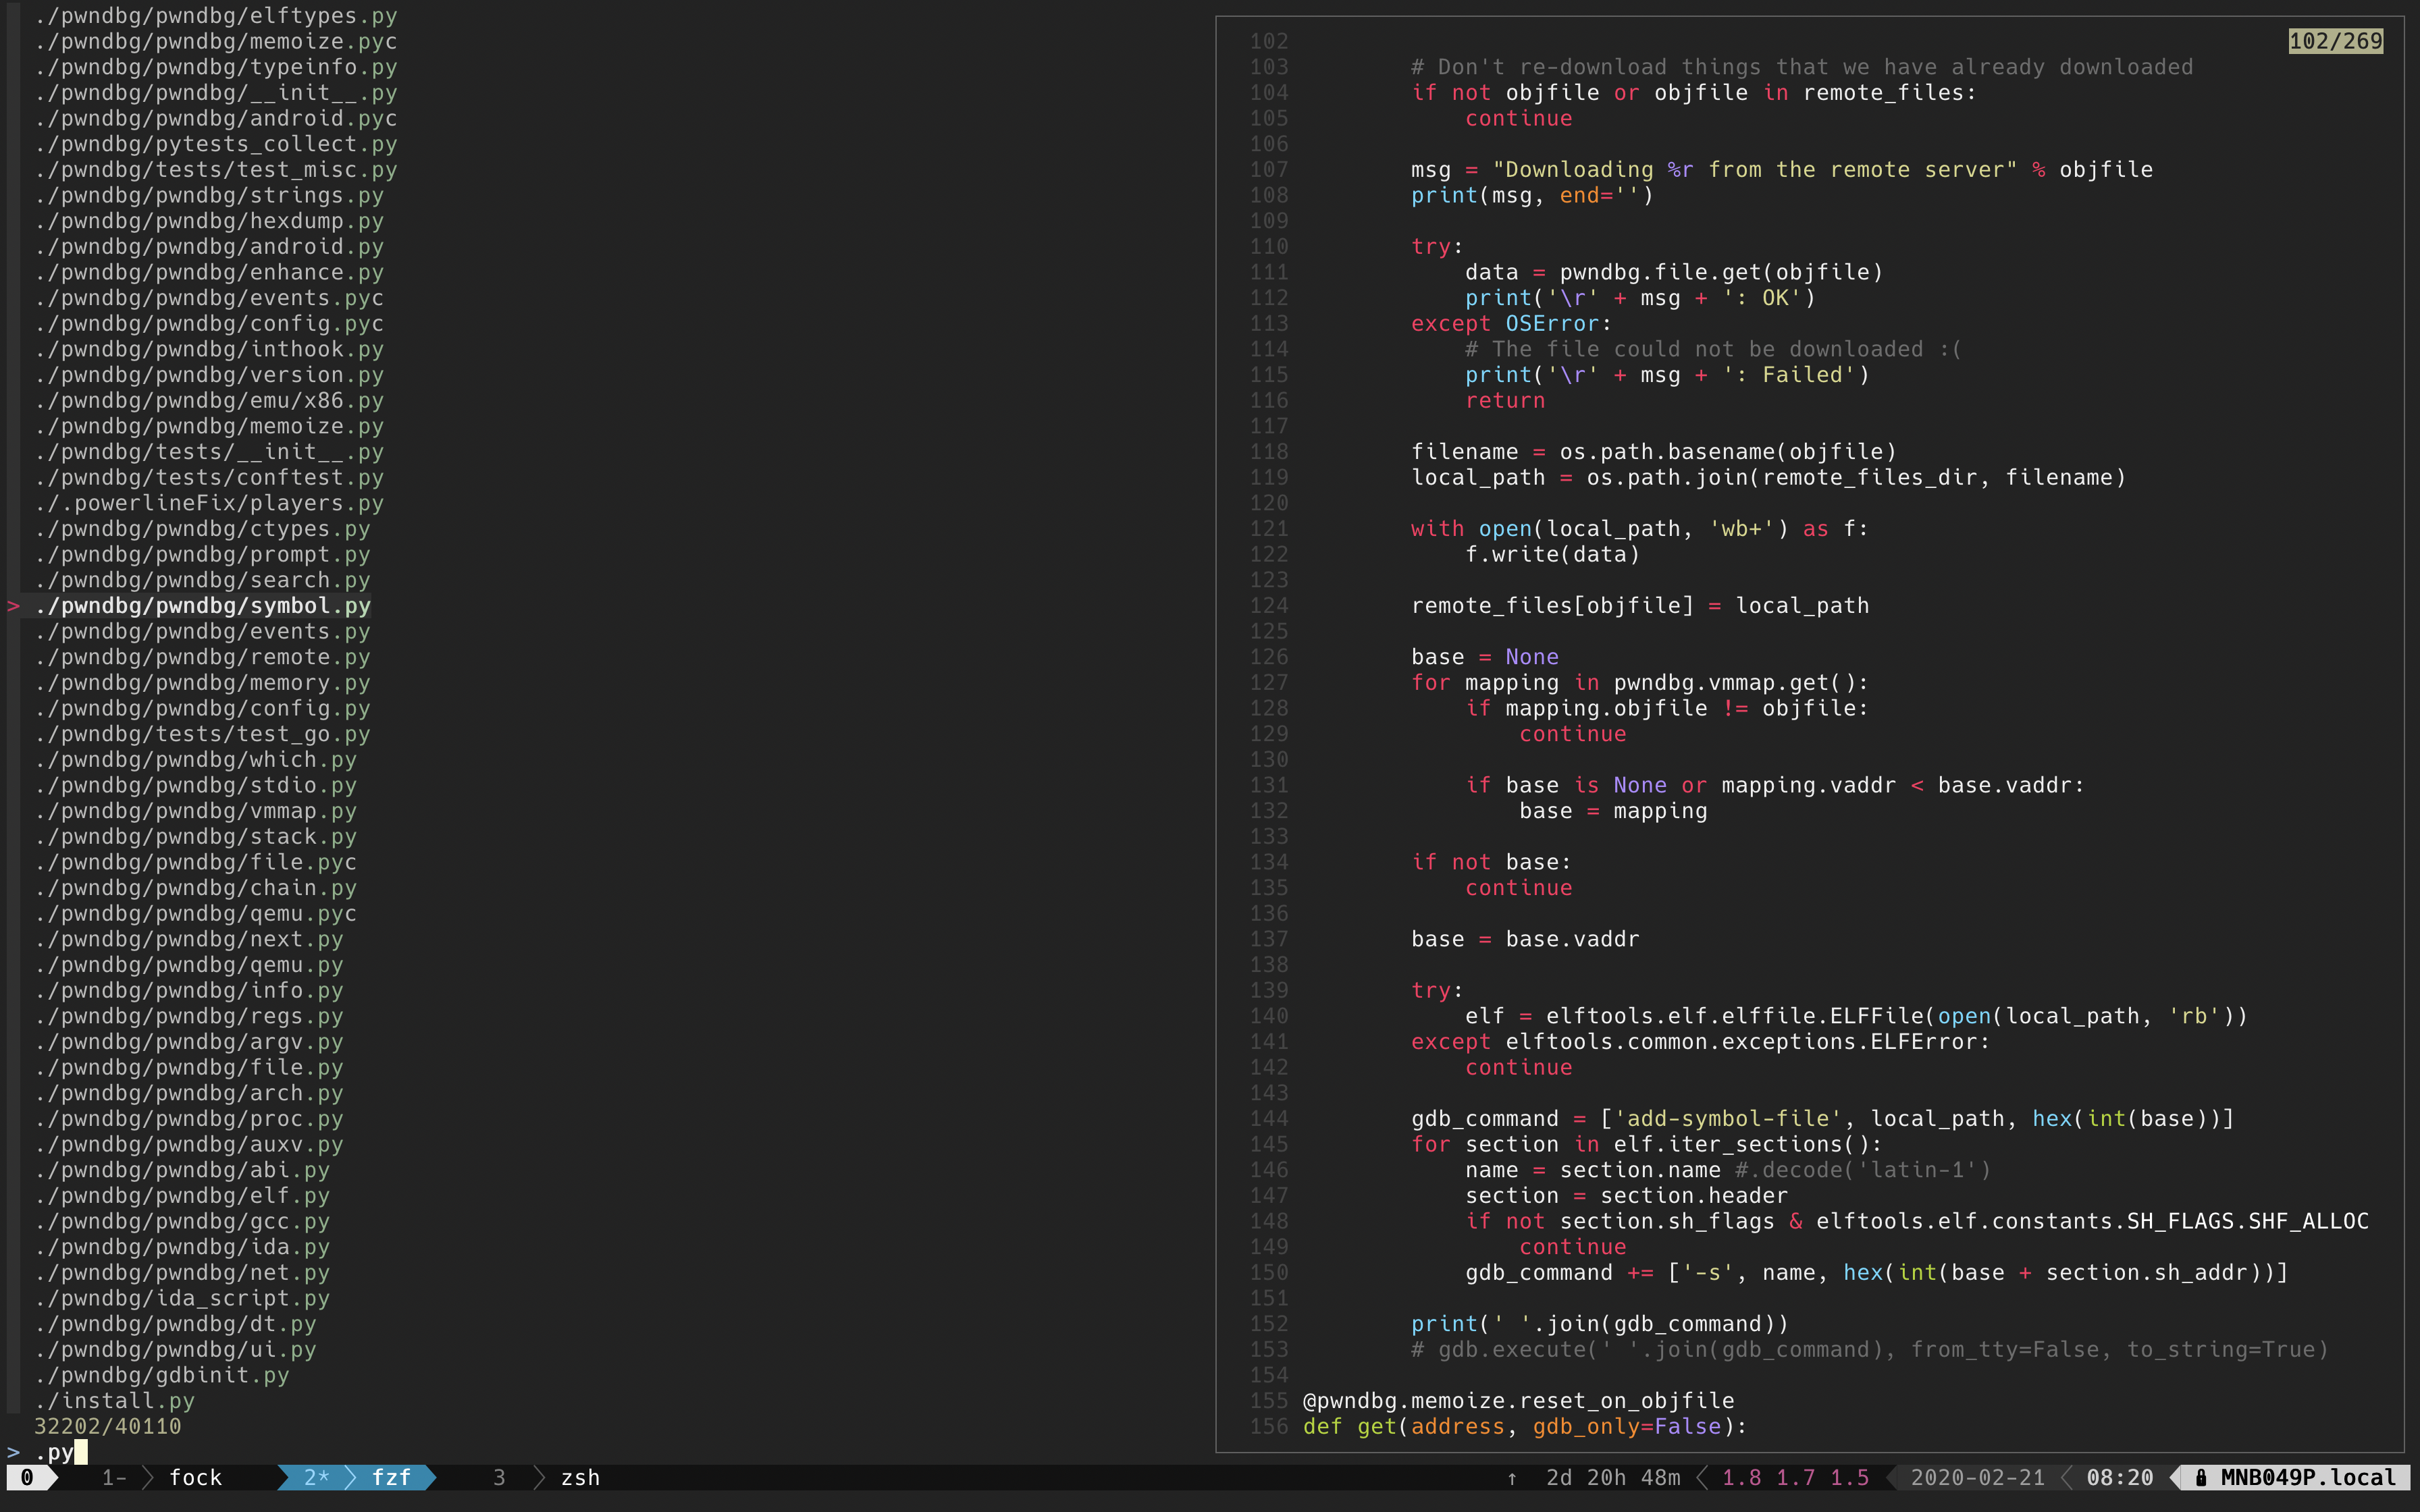 ./pwndbg/pwndbg/elftypes.py
./pwndbg/pwndbg/memoize.pyc
./pwndbg/pwndbg/typeinfo.py
./pwndbg/pwndbg/__init__.py
./pwndbg/pwndbg/android.pyc
./pwndbg/pytests_collect.py
./pwndbg/tests/test_misc.py
./pwndbg/pwndbg/strings.py
./pwndbg/pwndbg/hexdump.py
./pwndbg/pwndbg/android.py
./pwndbg/pwndbg/enhance.py
./pwndbg/pwndbg/events.pyc
./pwndbg/pwndbg/config.pyc
./pwndbg/pwndbg/inthook.py
./pwndbg/pwndbg/version.py
./pwndbg/pwndbg/emu/x86.py
./pwndbg/pwndbg/memoize.py
./pwndbg/tests/__init__.py
./pwndbg/tests/conftest.py
./.powerlineFix/players.py
./pwndbg/pwndbg/ctypes.py
./pwndbg/pwndbg/prompt.py
./pwndbg/pwndbg/search.py
> ./pwndbg/pwndbg/symbol.py
./pwndbg/pwndbg/events.py
./pwndbg/pwndbg/remote.py
./pwndbg/pwndbg/memory.py
./pwndbg/pwndbg/config.py
./pwndbg/tests/test_go.py
./pwndbg/pwndbg/which.py
./pwndbg/pwndbg/stdio.py
./pwndbg/pwndbg/vmmap.py
./pwndbg/pwndbg/stack.py
./pwndbg/pwndbg/file.pyc
./pwndbg/pwndbg/chain.py
./pwndbg/pwndbg/qemu.pyc
./pwndbg/pwndbg/next.py
./pwndbg/pwndbg/qemu.py
./pwndbg/pwndbg/info.py
./pwndbg/pwndbg/regs.py
./pwndbg/pwndbg/argv.py
./pwndbg/pwndbg/file.py
./pwndbg/pwndbg/arch.py
./pwndbg/pwndbg/proc.py
./pwndbg/pwndbg/auxv.py
./pwndbg/pwndbg/abi.py
./pwndbg/pwndbg/elf.py
./pwndbg/pwndbg/gcc.py
./pwndbg/pwndbg/ida.py
./pwndbg/pwndbg/net.py
./pwndbg/ida_script.py
./pwndbg/pwndbg/dt.py
./pwndbg/pwndbg/ui.py
./pwndbg/gdbinit.py
./install.py
32202/40110
> .py
102 102/269
103         # Don't re-download things that we have already downloaded
104         if not objfile or objfile in remote_files:
105             continue
106
107         msg = "Downloading %r from the remote server" % objfile
108         print(msg, end='')
109
110         try:
111             data = pwndbg.file.get(objfile)
112             print('\r' + msg + ': OK')
113         except OSError:
114             # The file could not be downloaded :(
115             print('\r' + msg + ': Failed')
116             return
117
118         filename = os.path.basename(objfile)
119         local_path = os.path.join(remote_files_dir, filename)
120
121         with open(local_path, 'wb+') as f:
122             f.write(data)
123
124         remote_files[objfile] = local_path
125
126         base = None
127         for mapping in pwndbg.vmmap.get():
128             if mapping.objfile != objfile:
129                 continue
130
131             if base is None or mapping.vaddr < base.vaddr:
132                 base = mapping
133
134         if not base:
135             continue
136
137         base = base.vaddr
138
139         try:
140             elf = elftools.elf.elffile.ELFFile(open(local_path, 'rb'))
141         except elftools.common.exceptions.ELFError:
142             continue
143
144         gdb_command = ['add-symbol-file', local_path, hex(int(base))]
145         for section in elf.iter_sections():
146             name = section.name #.decode('latin-1')
147             section = section.header
148             if not section.sh_flags & elftools.elf.constants.SH_FLAGS.SHF_ALLOC
149                 continue
150             gdb_command += ['-s', name, hex(int(base + section.sh_addr))]
151
152         print(' '.join(gdb_command))
153         # gdb.execute(' '.join(gdb_command), from_tty=False, to_string=True)
154
155 @pwndbg.memoize.reset_on_objfile
156 def get(address, gdb_only=False):
0 1- fock 2* fzf 3 zsh ↑ 2d 20h 48m 1.8 1.7 1.5 2020-02-21 08:20 MNB049P.local